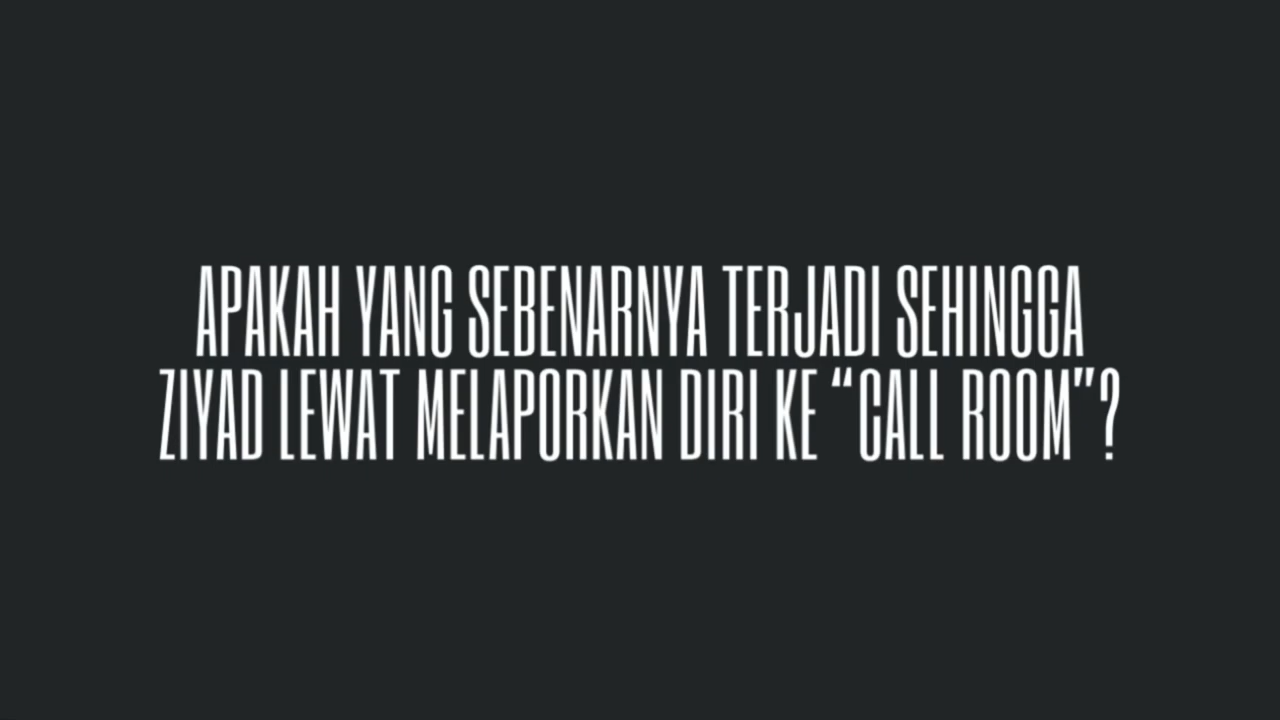 APAKAH YANG SEBENARNYA TERJADI SEHINGGA
ZIYAD LEWAT MELAPORKAN DIRI KE “CALL ROOM”?